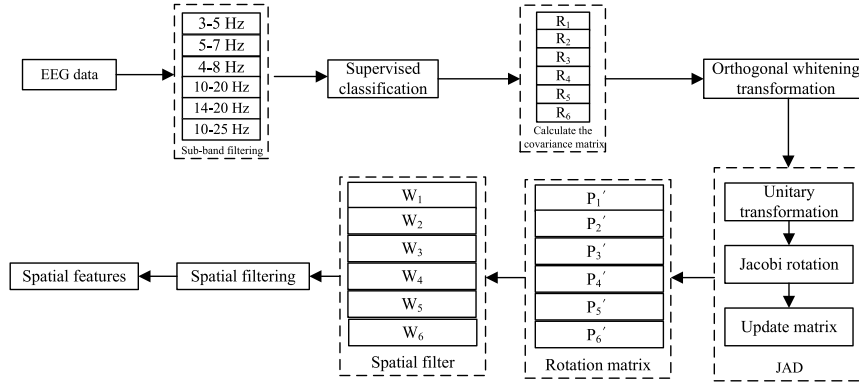 EEG data
3-5 Hz
5-7 Hz
4-8 Hz
10-20 Hz
14-20 Hz
10-25 Hz
Sub-band filtering
Supervised
classification
R1
R2
R3
R4
R5
R6
Calculate the
covariance matrix
Orthogonal whitening
transformation
Unitary
transformation
Jacobi rotation
Update matrix
JAD
P1′
P2′
P3′
P4′
P5′
P6′
Rotation matrix
W1
W2
W3
W4
W5
W6
Spatial filter
Spatial filtering
Spatial features